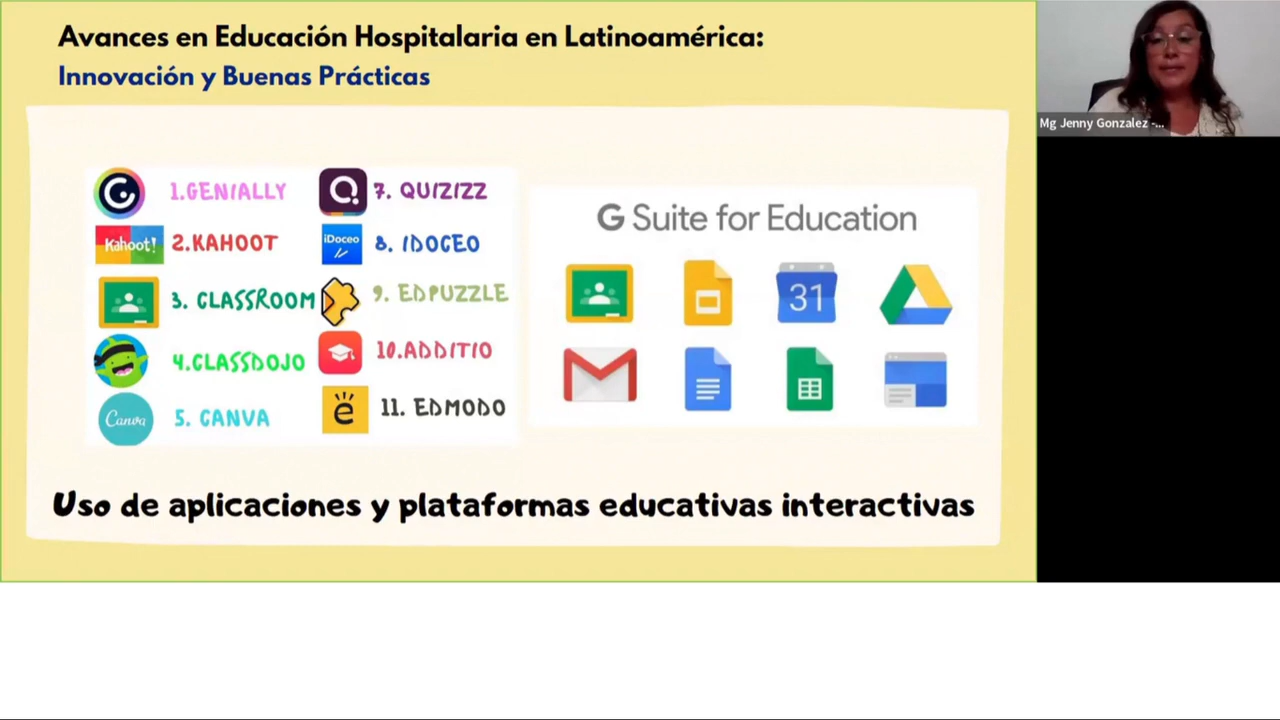 Avances en Educación Hospitalaria en Latinoamérica:
Innovación y Buenas Prácticas
1.GENIALLY
Kahoot!
2.KAHOOT
3. CLASSROOM
4.CLASSDOJO
Canva
5. CANVA
7. QUIZIZZ
iDoceo
8. IDOCEO
9. EDPUZZLE
10.ADDITIO
11. EDMODO
G Suite for Education
31
Uso de aplicaciones y plataformas educativas interactivas
Mg Jenny Gonzalez -...